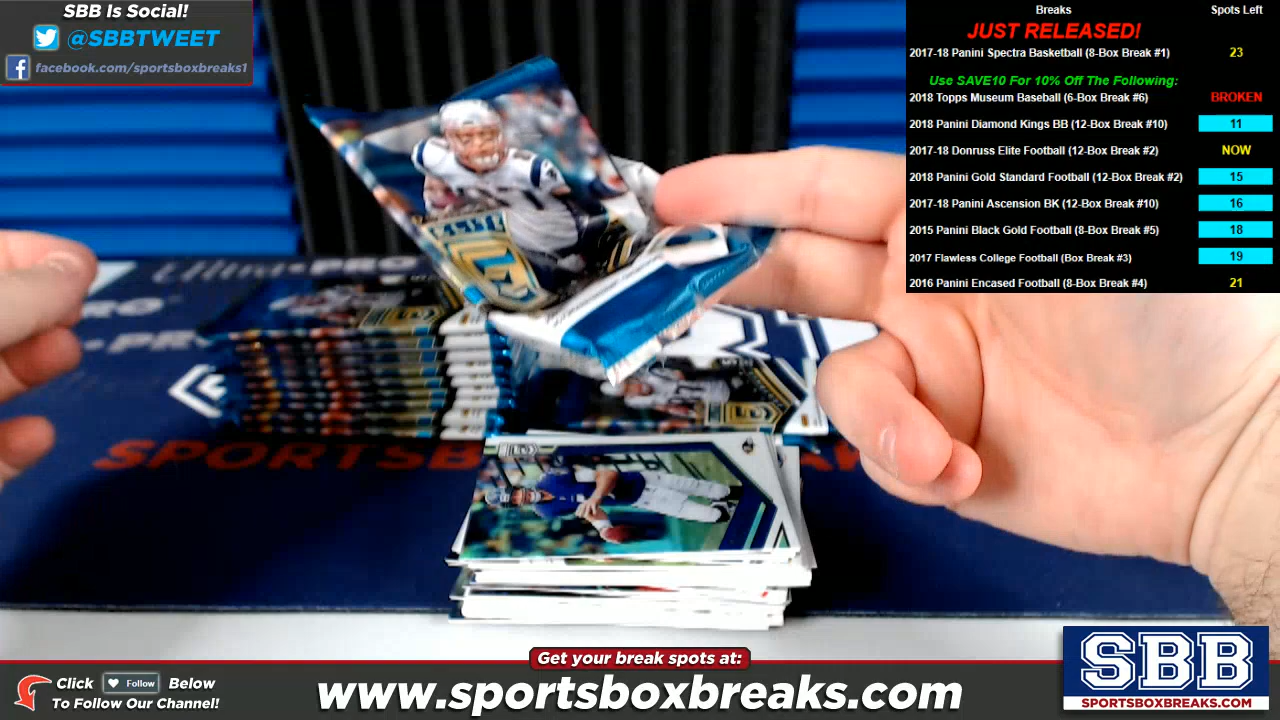 SBB Is Social!
@SBBTWEET
facebook.com/sportsboxbreaks1
Breaks Spots Left
JUST RELEASED!
2017-18 Panini Spectra Basketball (8-Box Break #1) 23
Use SAVE10 For 10% Off The Following:
2018 Topps Museum Baseball (6-Box Break #6) BROKEN
2018 Panini Diamond Kings BB (12-Box Break #10) 11
2017-18 Donruss Elite Football (12-Box Break #2) NOW
2018 Panini Gold Standard Football (12-Box Break #2) 15
2017-18 Panini Ascension BK (12-Box Break #10) 16
2015 Panini Black Gold Football (8-Box Break #5) 18
2017 Flawless College Football (Box Break #3) 19
2016 Panini Encased Football (8-Box Break #4) 21
Ultra PRO
SPORTSB
Get your break spots at:
Click Follow Below
To Follow Our Channel!
www.sportsboxbreaks.com
SBB
SPORTSBOXBREAKS.COM